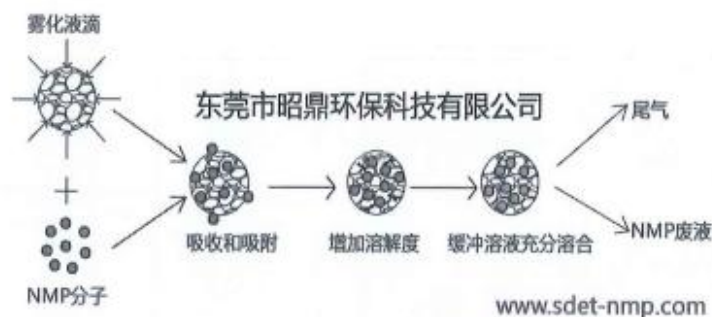 雾化液滴
东莞市昭鼎环保科技有限公司
尾气
吸收和吸附
增加溶解度
缓冲溶液充分溶合
NMP废液
NMP分子
www.sdet-nmp.com